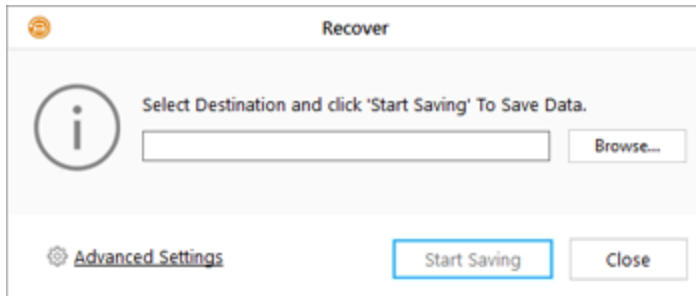 Recover
Select Destination and click 'Start Saving' To Save Data.
Browse...
Advanced Settings
Start Saving
Close